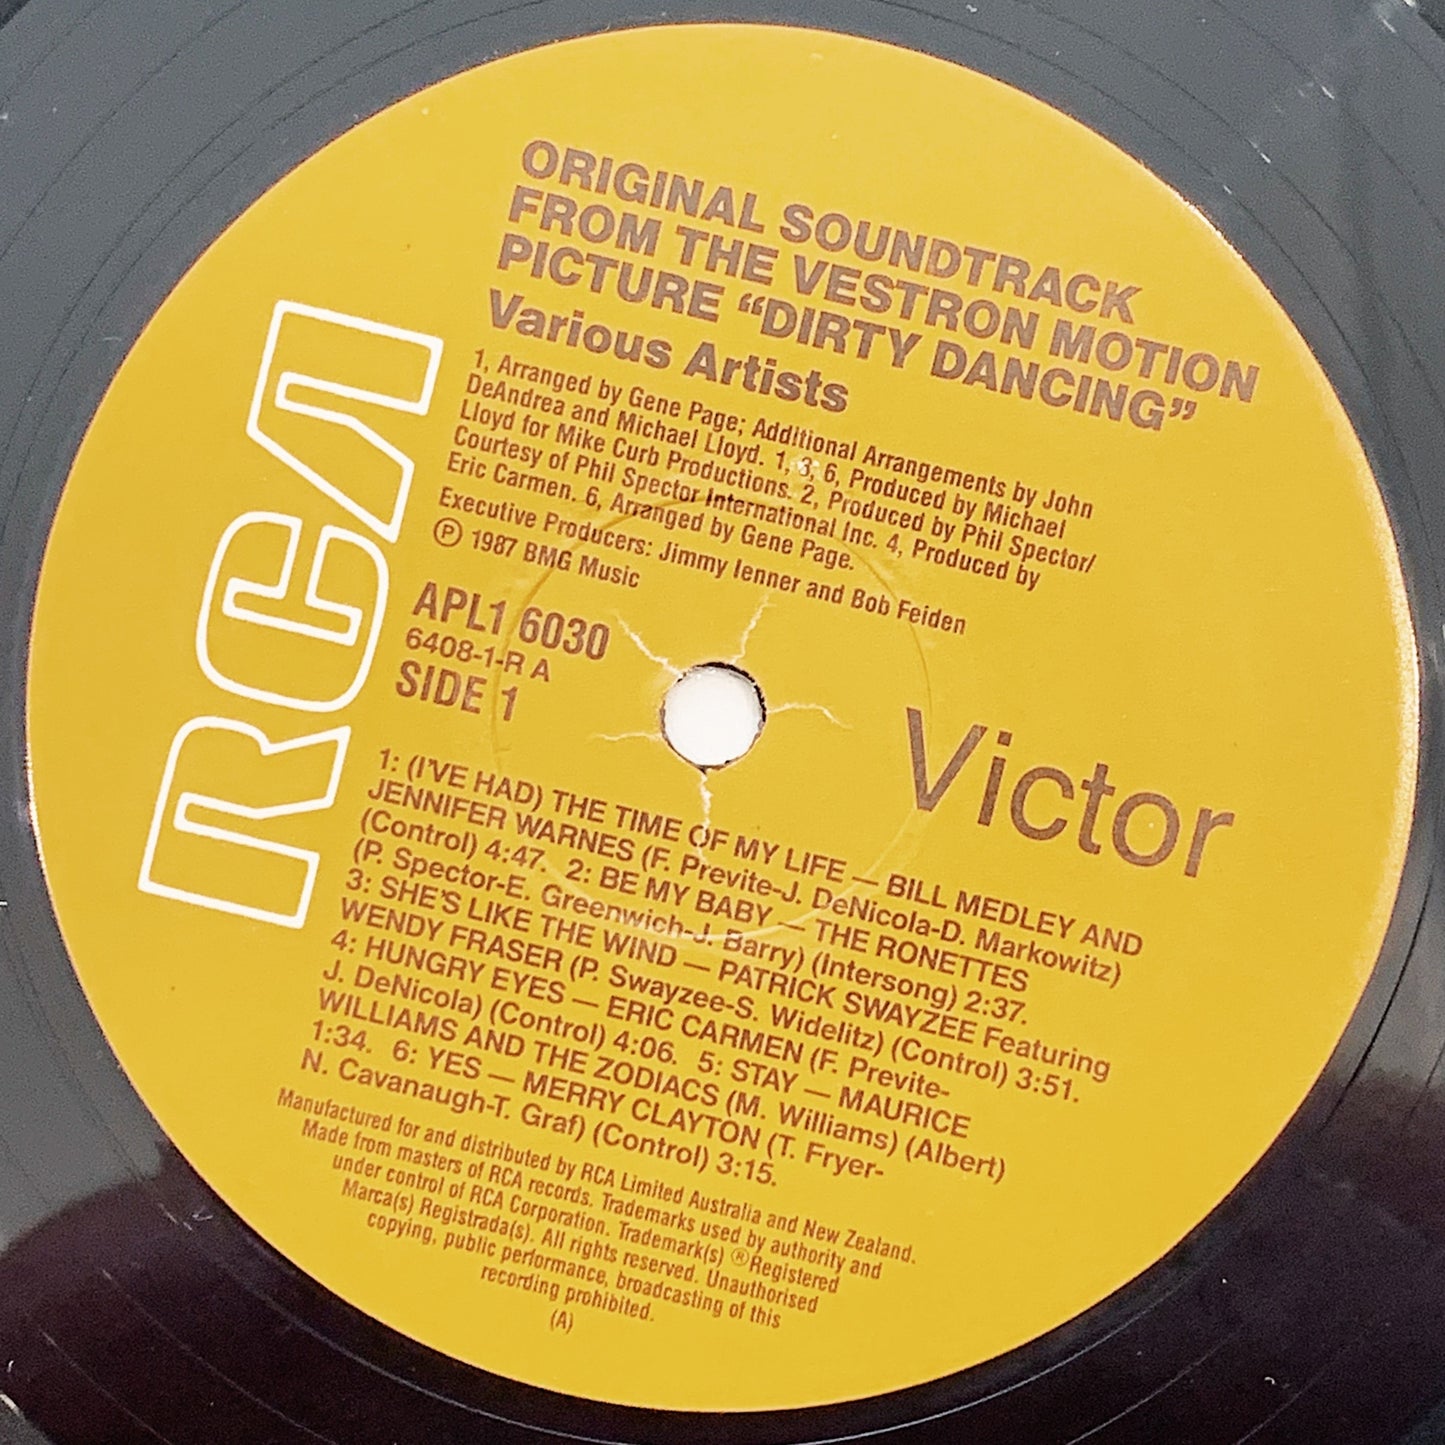 ORIGINAL SOUNDTRACK
FROM THE VESTRON MOTION
PICTURE “DIRTY DANCING”
Various Artists
1, Arranged by Gene Page; Additional Arrangements by John
DeAndrea and Michael Lloyd. 1, 3, 6, Produced by Michael
Lloyd for Mike Curb Productions. 2, Produced by Phil Spector/
Courtesy of Phil Spector International Inc. 4, Produced by
Eric Carmen. 6, Arranged by Gene Page.
Executive Producers: Jimmy Ienner and Bob Feiden
Ⓟ 1987 BMG Music
RCA
APL1 6030
6408-1-R A
SIDE 1
Victor
1: (I'VE HAD) THE TIME OF MY LIFE — BILL MEDLEY AND
JENNIFER WARNES (F. Previte-J. DeNicola-D. Markowitz)
(Control) 4:47. 2: BE MY BABY — THE RONETTES
(P. Spector-E. Greenwich-J. Barry) (Intersong) 2:37.
3: SHE'S LIKE THE WIND — PATRICK SWAYZEE Featuring
WENDY FRASER (P. Swayzee-S. Widelitz) (Control) 3:51.
4: HUNGRY EYES — ERIC CARMEN (F. Previte-
J. DeNicola) (Control) 4:06. 5: STAY — MAURICE
WILLIAMS AND THE ZODIACS (M. Williams) (Albert)
1:34. 6: YES — MERRY CLAYTON (T. Fryer-
N. Cavanaugh-T. Graf) (Control) 3:15.
Manufactured for and distributed by RCA Limited Australia and New Zealand.
Made from masters of RCA records. Trademarks used by authority and
under control of RCA Corporation. Trademark(s) ®Registered
Marca(s) Registrada(s). All rights reserved. Unauthorised
copying, public performance, broadcasting of this
recording prohibited.
(A)